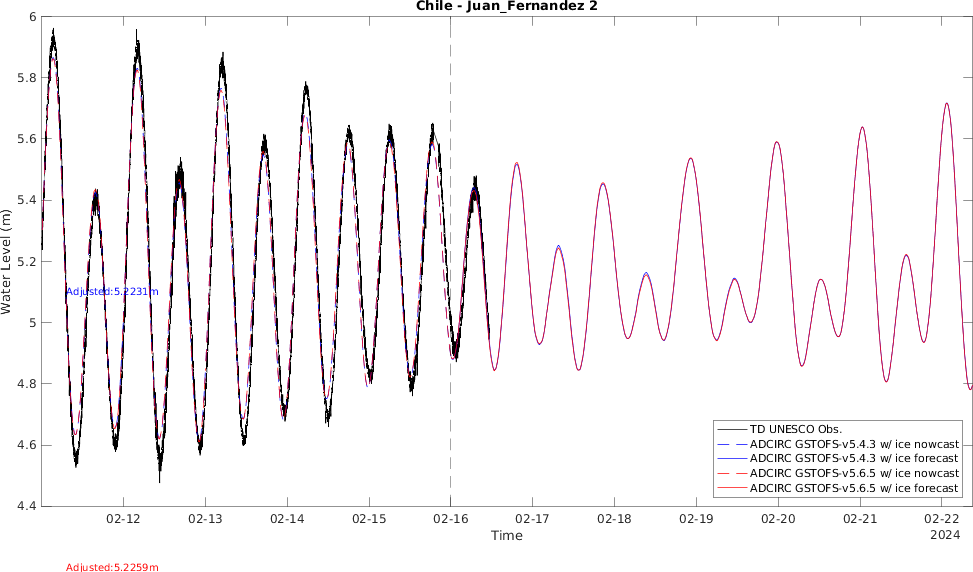 Chile - Juan_Fernandez 2
6
5.8
5.6
5.4
5.2
5
4.8
4.6
4.4
Water Level (m)
Adjusted:5.2231m
TD UNESCO Obs.
ADCIRC GSTOFS-v5.4.3 w/ ice nowcast
ADCIRC GSTOFS-v5.4.3 w/ ice forecast
ADCIRC GSTOFS-v5.6.5 w/ ice nowcast
ADCIRC GSTOFS-v5.6.5 w/ ice forecast
02-12 02-13 02-14 02-15 02-16 02-17 02-18 02-19 02-20 02-21 02-22
2024
Time
Adjusted:5.2259m